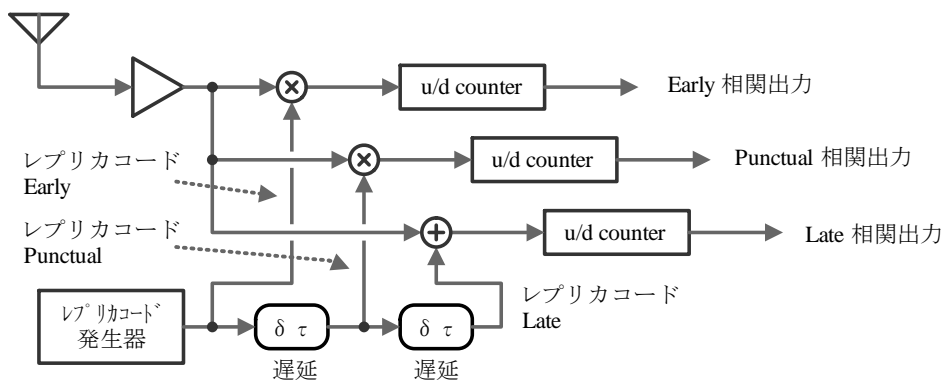 u/d counter
Early 相関出力
u/d counter
Punctual 相関出力
レプリカコード
Early
レプリカコード
Punctual
u/d counter
Late 相関出力
レプリカコード
Late
レプリカコード
発生器
δ τ
遅延
δ τ
遅延